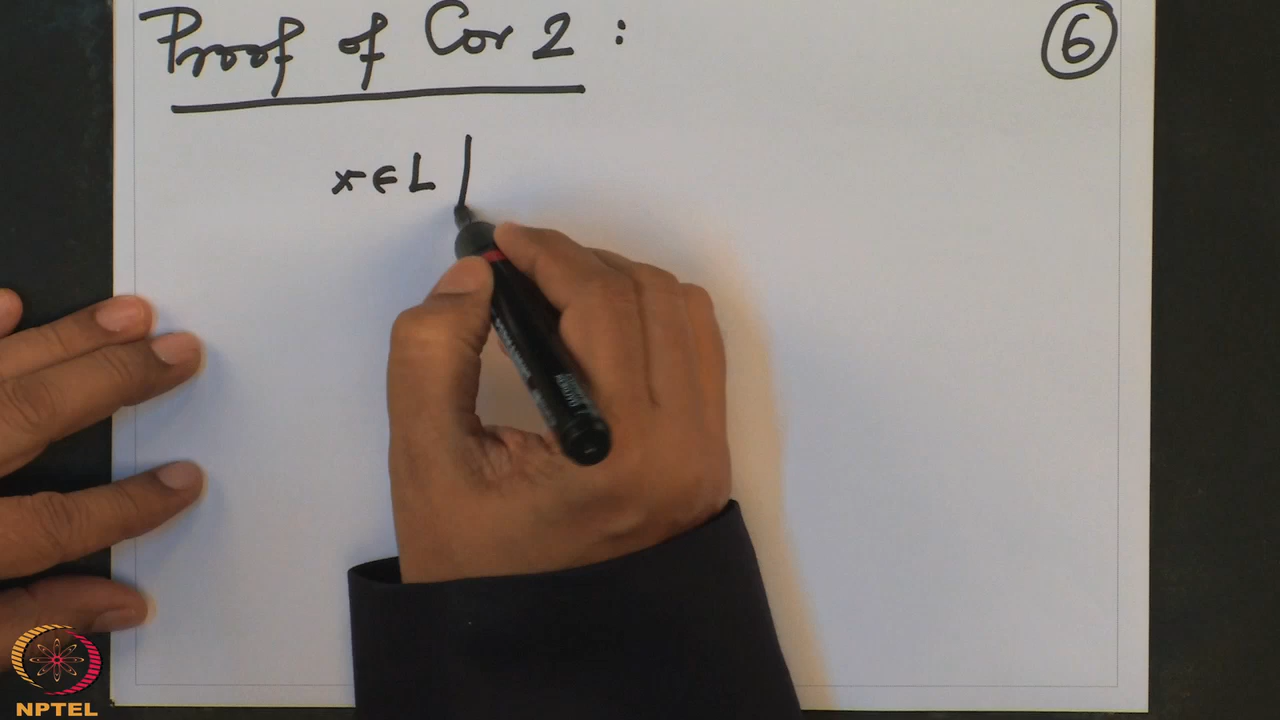 Proof of Cor 2 : 6
x ∈ L |
NPTEL